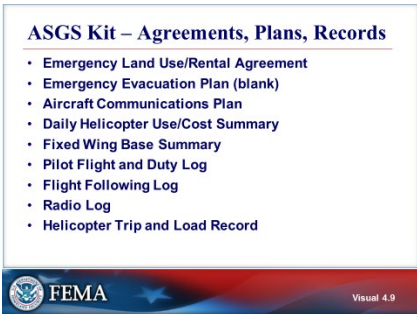 ASGS Kit – Agreements, Plans, Records
• Emergency Land Use/Rental Agreement
• Emergency Evacuation Plan (blank)
• Aircraft Communications Plan
• Daily Helicopter Use/Cost Summary
• Fixed Wing Base Summary
• Pilot Flight and Duty Log
• Flight Following Log
• Radio Log
• Helicopter Trip and Load Record
FEMA
Visual 4.9